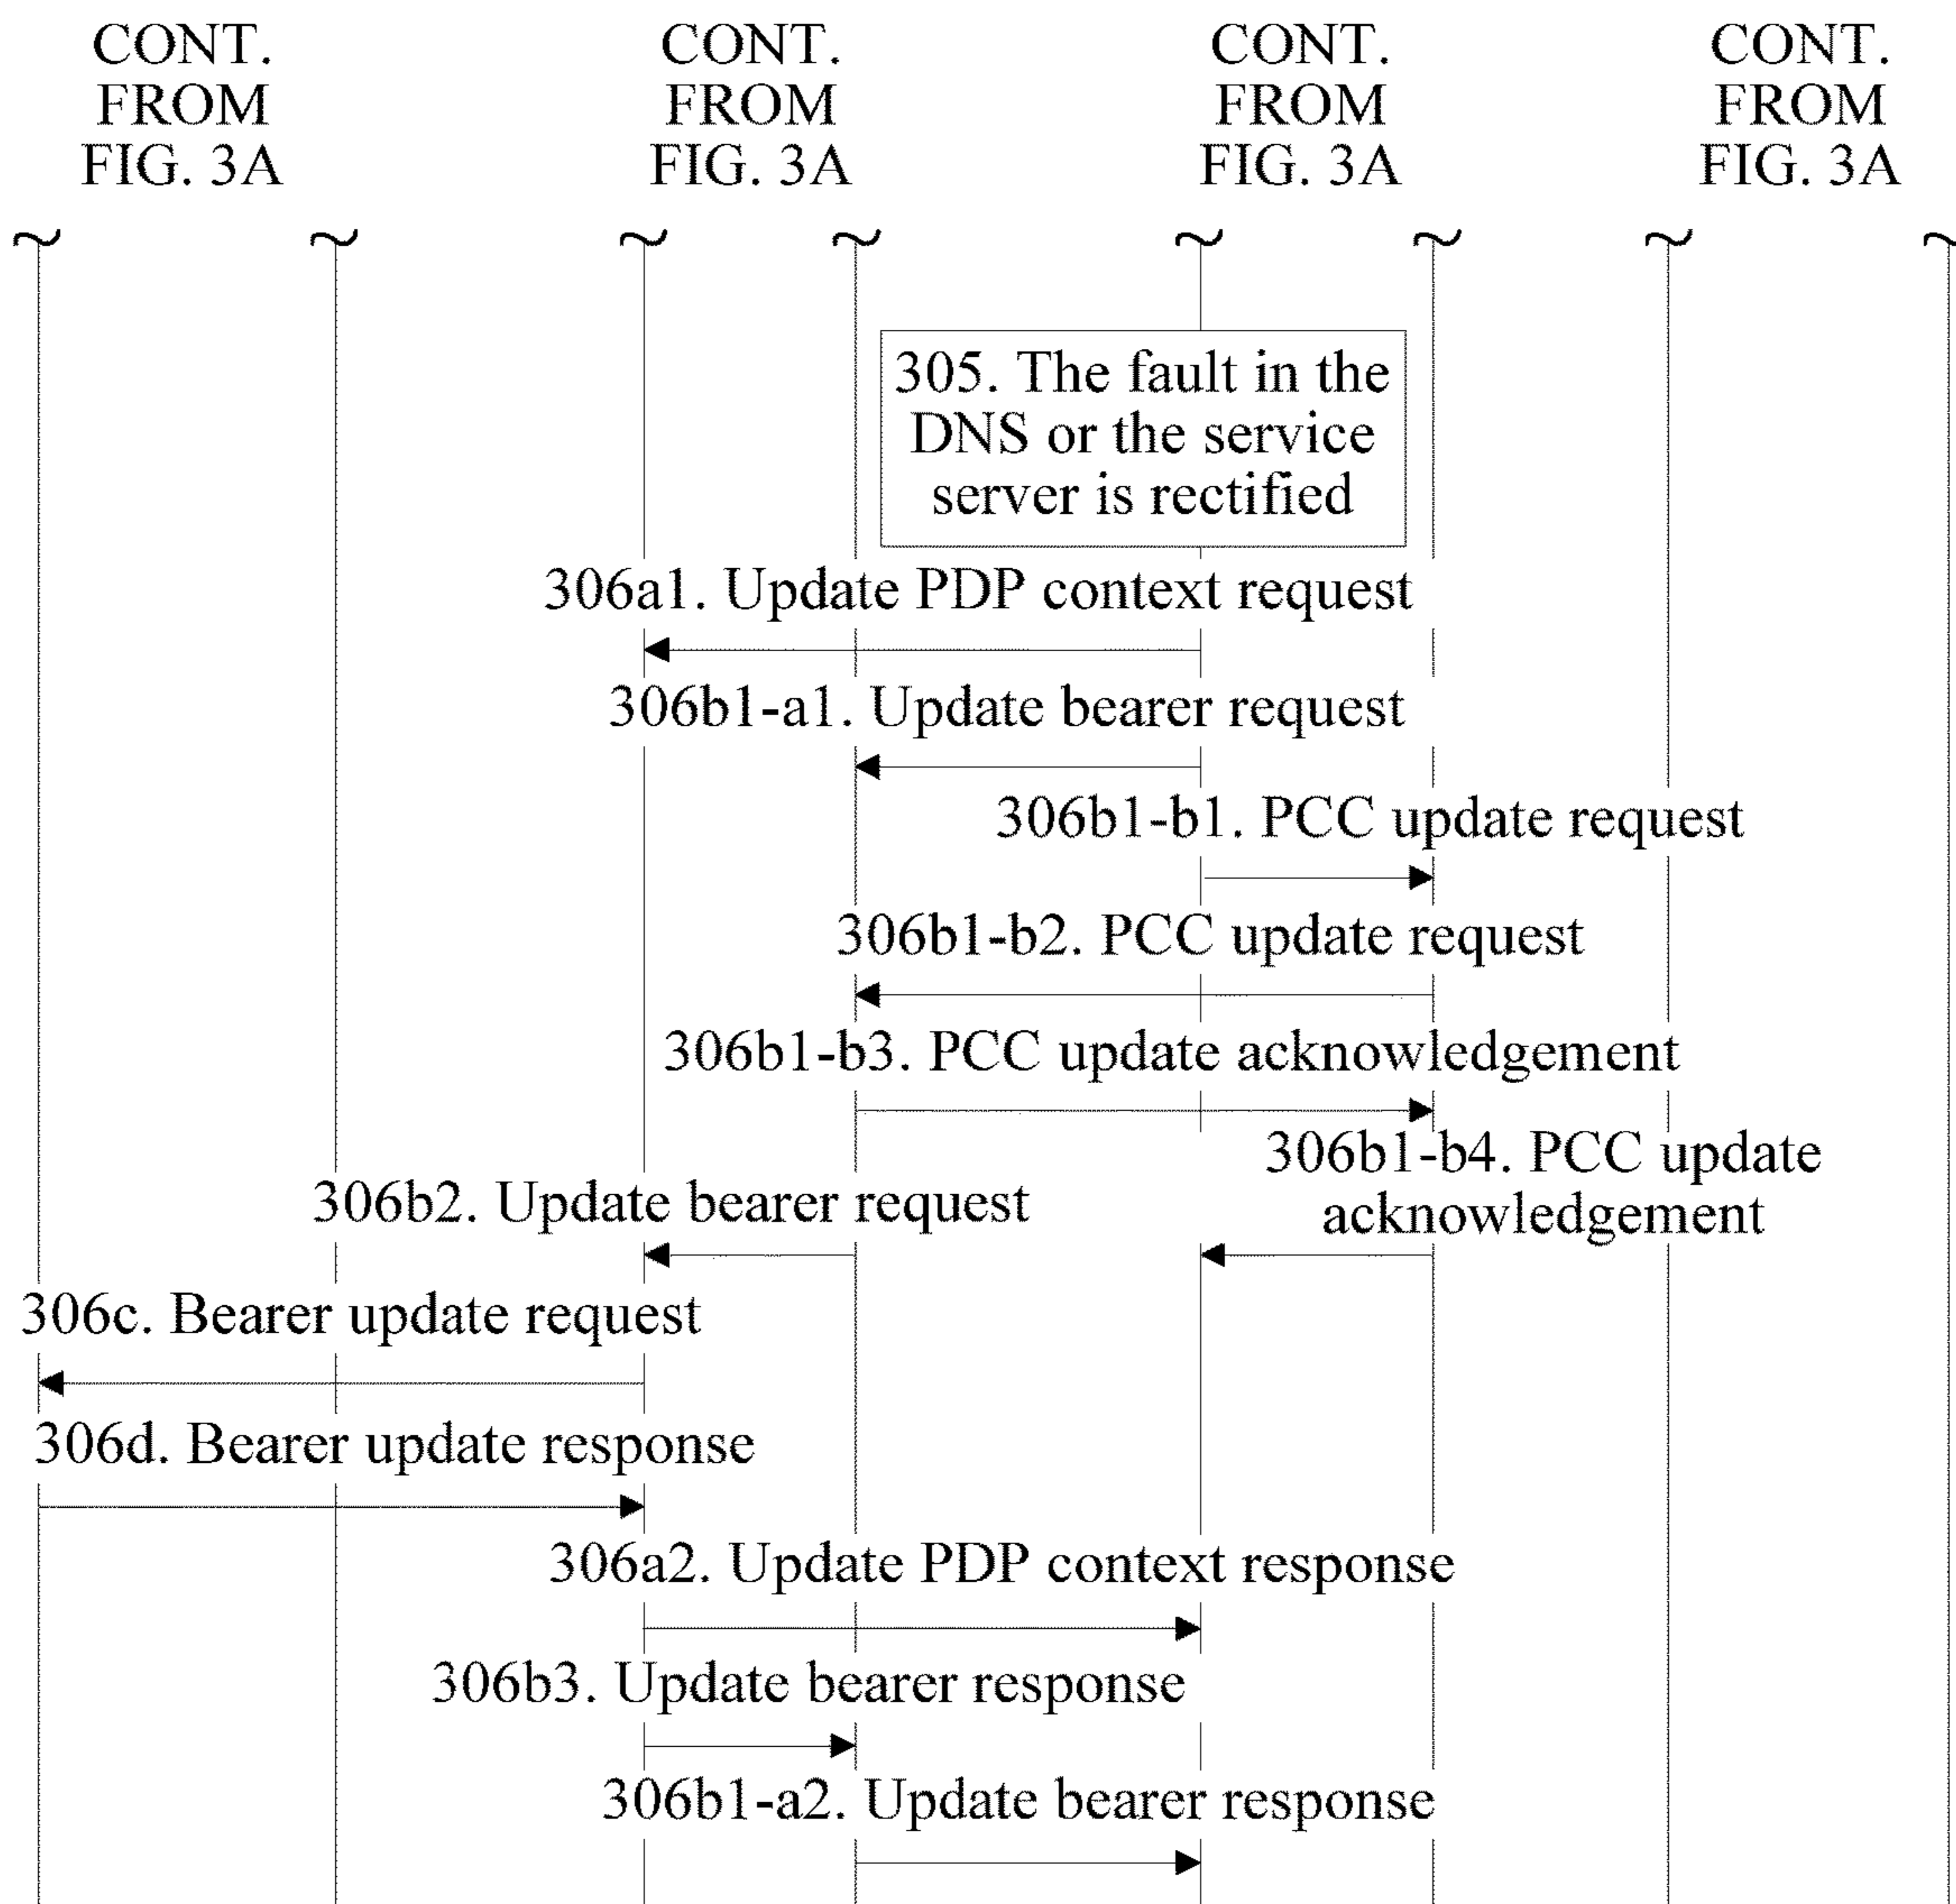 CONT.
FROM
FIG. 3A
CONT.
FROM
FIG. 3A
CONT.
FROM
FIG. 3A
CONT.
FROM
FIG. 3A
305. The fault in the
DNS or the service
server is rectified
306a1. Update PDP context request
306b1-a1. Update bearer request
306b1-b1. PCC update request
306b1-b2. PCC update request
306b1-b3. PCC update acknowledgement
306b1-b4. PCC update
acknowledgement
306b2. Update bearer request
306c. Bearer update request
306d. Bearer update response
306a2. Update PDP context response
306b3. Update bearer response
306b1-a2. Update bearer response